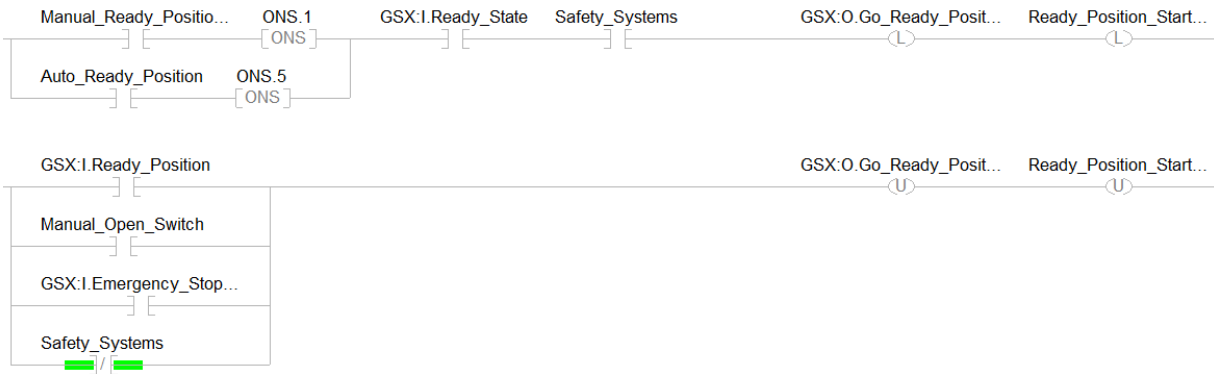 Manual_Ready_Positio... ONS.1 GSX:I.Ready_State Safety_Systems GSX:O.Go_Ready_Posit... Ready_Position_Start...
ONS L L
Auto_Ready_Position ONS.5
ONS
GSX:I.Ready_Position GSX:O.Go_Ready_Posit... Ready_Position_Start...
U U
Manual_Open_Switch
GSX:I.Emergency_Stop...
Safety_Systems
/